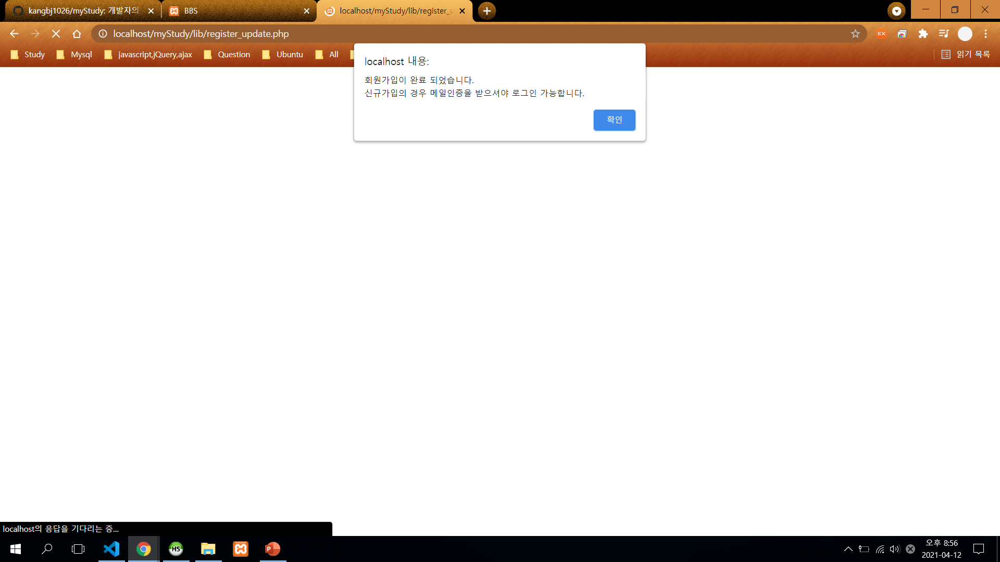 kangbj1026/myStudy: 개발자의
BBS
localhost/myStudy/lib/register_u
localhost/myStudy/lib/register_update.php
EX
Study
Mysql
javascript,jQuery,ajax
Question
Ubuntu
All
읽기 목록
localhost 내용:
회원가입이 완료 되었습니다.
신규가입의 경우 메일인증을 받으셔야 로그인 가능합니다.
확인
localhost의 응답을 기다리는 중...
HS
P
오후 8:56
2021-04-12